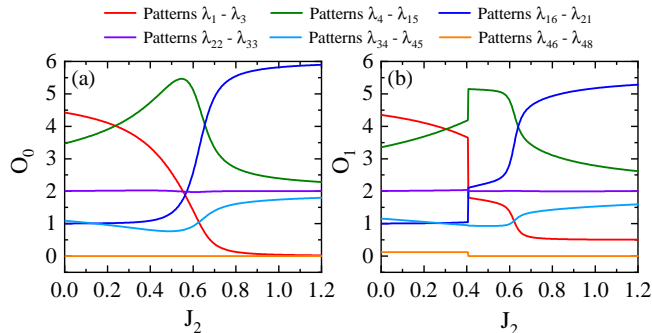 Patterns λ₁ - λ₃ Patterns λ₄ - λ₁₅ Patterns λ₁₆ - λ₂₁
Patterns λ₂₂ - λ₃₃ Patterns λ₃₄ - λ₄₅ Patterns λ₄₆ - λ₄₈
(a)
O₀
6
5
4
3
2
1
0
0.0 0.2 0.4 0.6 0.8 1.0 1.2
J₂
(b)
O₁
6
5
4
3
2
1
0
0.0 0.2 0.4 0.6 0.8 1.0 1.2
J₂